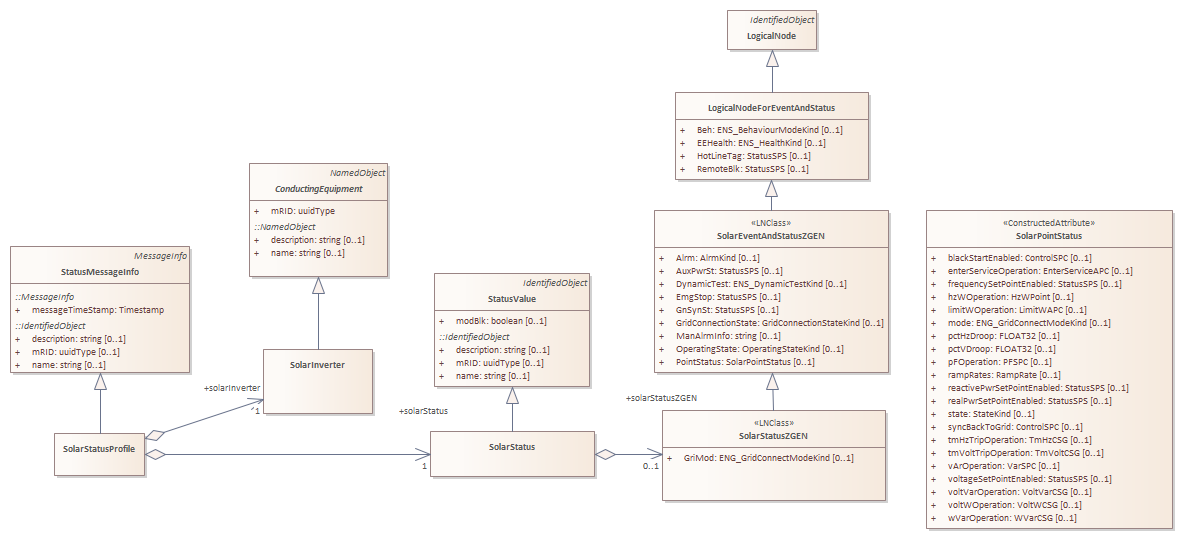 IdentifiedObject
LogicalNode
LogicalNodeForEventAndStatus
+ Beh: ENS_BehaviourModeKind [0..1]
+ EEHealth: ENS_HealthKind [0..1]
+ HotLineTag: StatusSPS [0..1]
+ RemoteBlk: StatusSPS [0..1]
NamedObject
ConductingEquipment
+ mRID: uuidType
::NamedObject
+ description: string [0..1]
+ name: string [0..1]
MessageInfo
StatusMessageInfo
::MessageInfo
+ messageTimeStamp: Timestamp
::IdentifiedObject
+ description: string [0..1]
+ mRID: uuidType [0..1]
+ name: string [0..1]
IdentifiedObject
StatusValue
+ modBlk: boolean [0..1]
::IdentifiedObject
+ description: string [0..1]
+ mRID: uuidType [0..1]
+ name: string [0..1]
«LNClass»
SolarEventAndStatusZGEN
+ Alrm: AlrmKind [0..1]
+ AuxPwrSt: StatusSPS [0..1]
+ DynamicTest: ENS_DynamicTestKind [0..1]
+ EmgStop: StatusSPS [0..1]
+ GnSynSt: StatusSPS [0..1]
+ GridConnectionState: GridConnectionStateKind [0..1]
+ ManAlrmInfo: string [0..1]
+ OperatingState: OperatingStateKind [0..1]
+ PointStatus: SolarPointStatus [0..1]
«ConstructedAttribute»
SolarPointStatus
+ blackStartEnabled: ControlSPC [0..1]
+ enterServiceOperation: EnterServiceAPC [0..1]
+ frequencySetPointEnabled: StatusSPS [0..1]
+ hzWOperation: HzWPoint [0..1]
+ limitWOperation: LimitWAPC [0..1]
+ mode: ENG_GridConnectModeKind [0..1]
+ pctHzDroop: FLOAT32 [0..1]
+ pctVDroop: FLOAT32 [0..1]
+ pFOperation: PFSPC [0..1]
+ rampRates: RampRate [0..1]
+ reactivePwrSetPointEnabled: StatusSPS [0..1]
+ realPwrSetPointEnabled: StatusSPS [0..1]
+ state: StateKind [0..1]
+ syncBackToGrid: ControlSPC [0..1]
+ tmHzTripOperation: TmHzCSG [0..1]
+ tmVoltTripOperation: TmVoltCSG [0..1]
+ vArOperation: VarSPC [0..1]
+ voltageSetPointEnabled: StatusSPS [0..1]
+ voltVarOperation: VoltVarCSG [0..1]
+ voltWOperation: VoltWCSG [0..1]
+ wVarOperation: WVarCSG [0..1]
SolarInverter
+solarInverter
1
SolarStatusProfile
+solarStatus
1
SolarStatus
+solarStatusZGEN
0..1
«LNClass»
SolarStatusZGEN
+ GriMod: ENG_GridConnectModeKind [0..1]